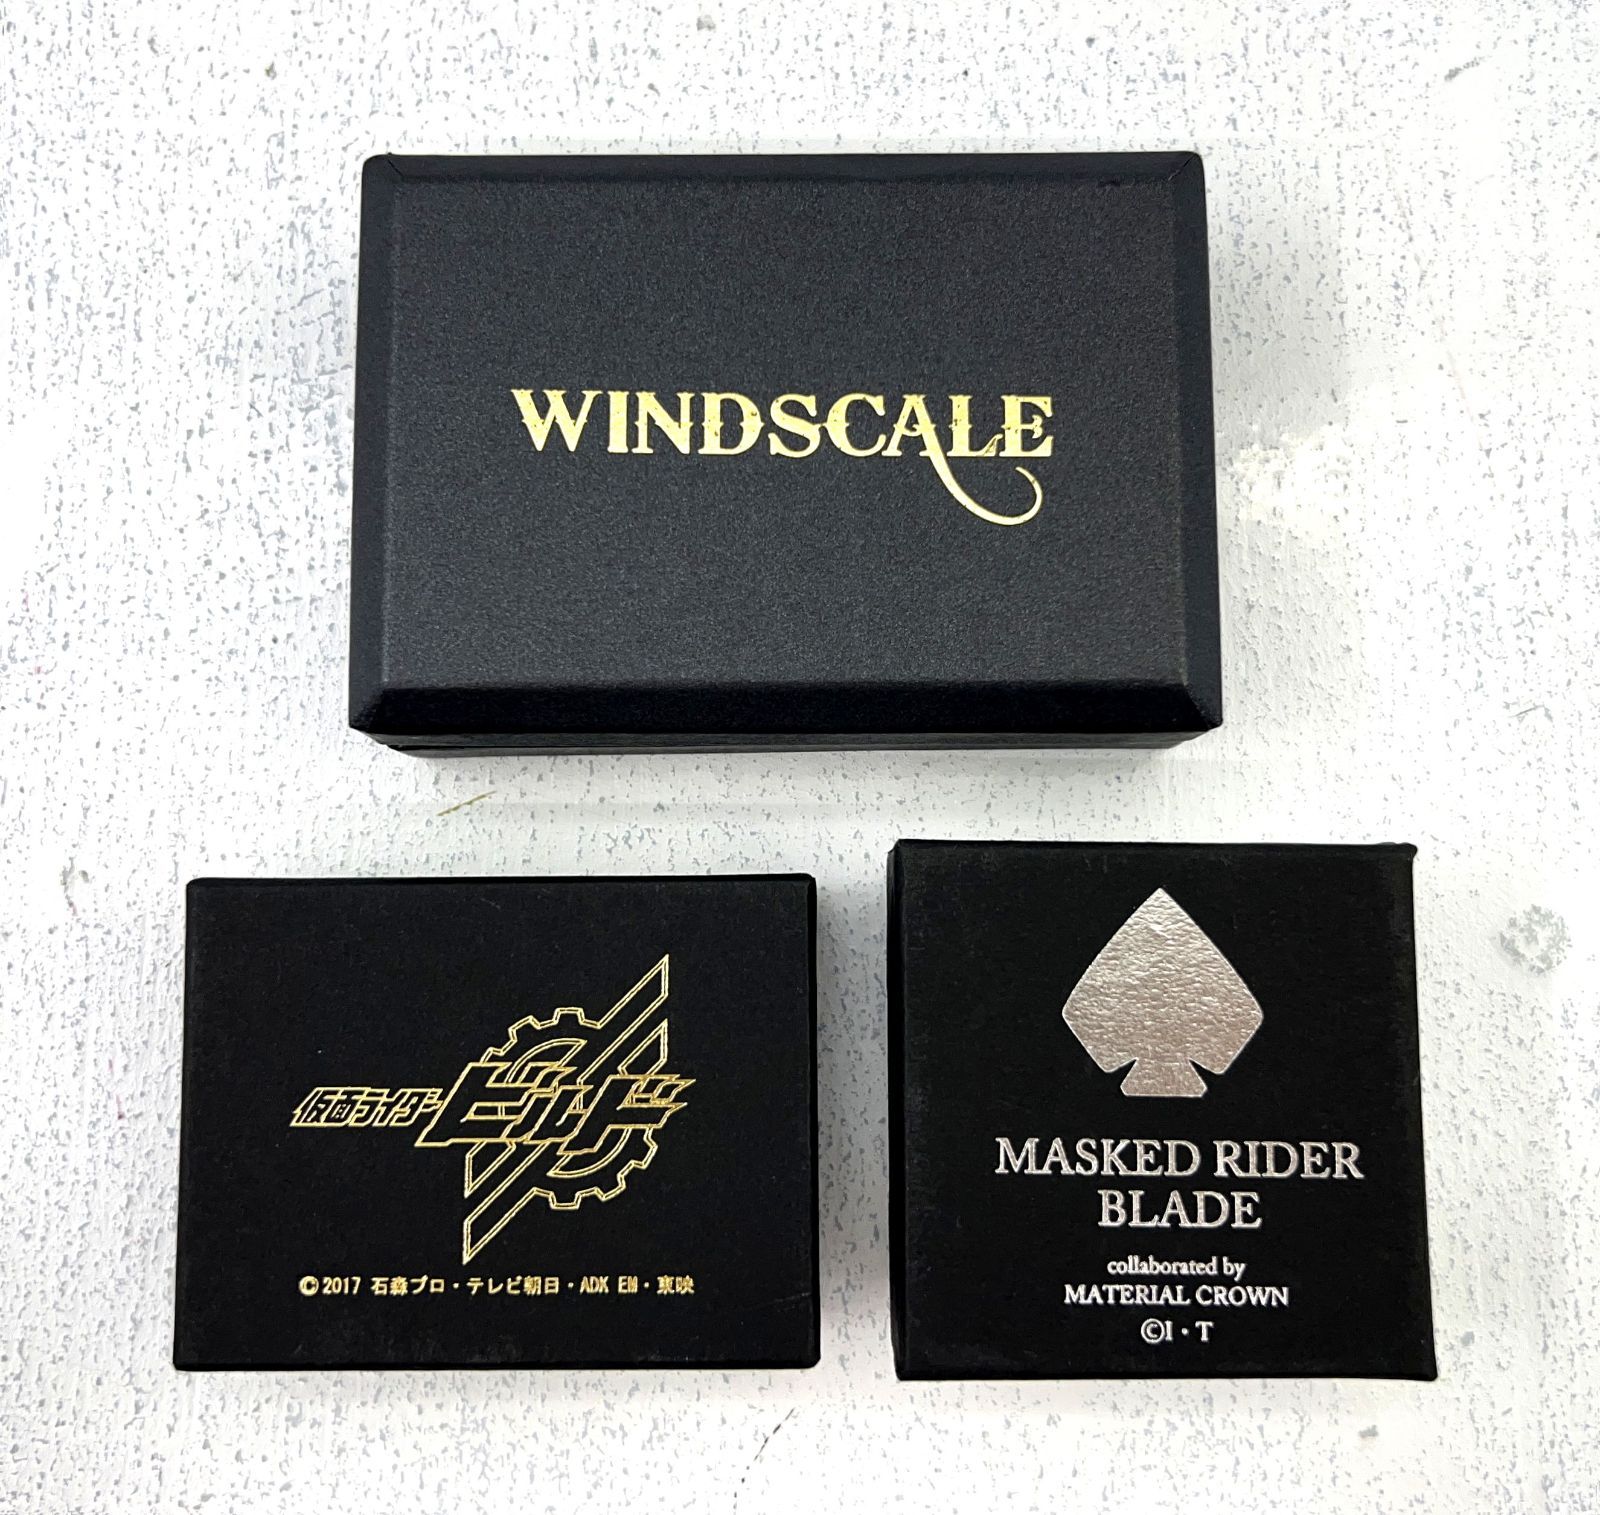 WINDSCALE
仮面ライダービルド
©2017 石森プロ・テレビ朝日・ADK EM・東映
MASKED RIDER
BLADE
collaborated by
MATERIAL CROWN
©I・T